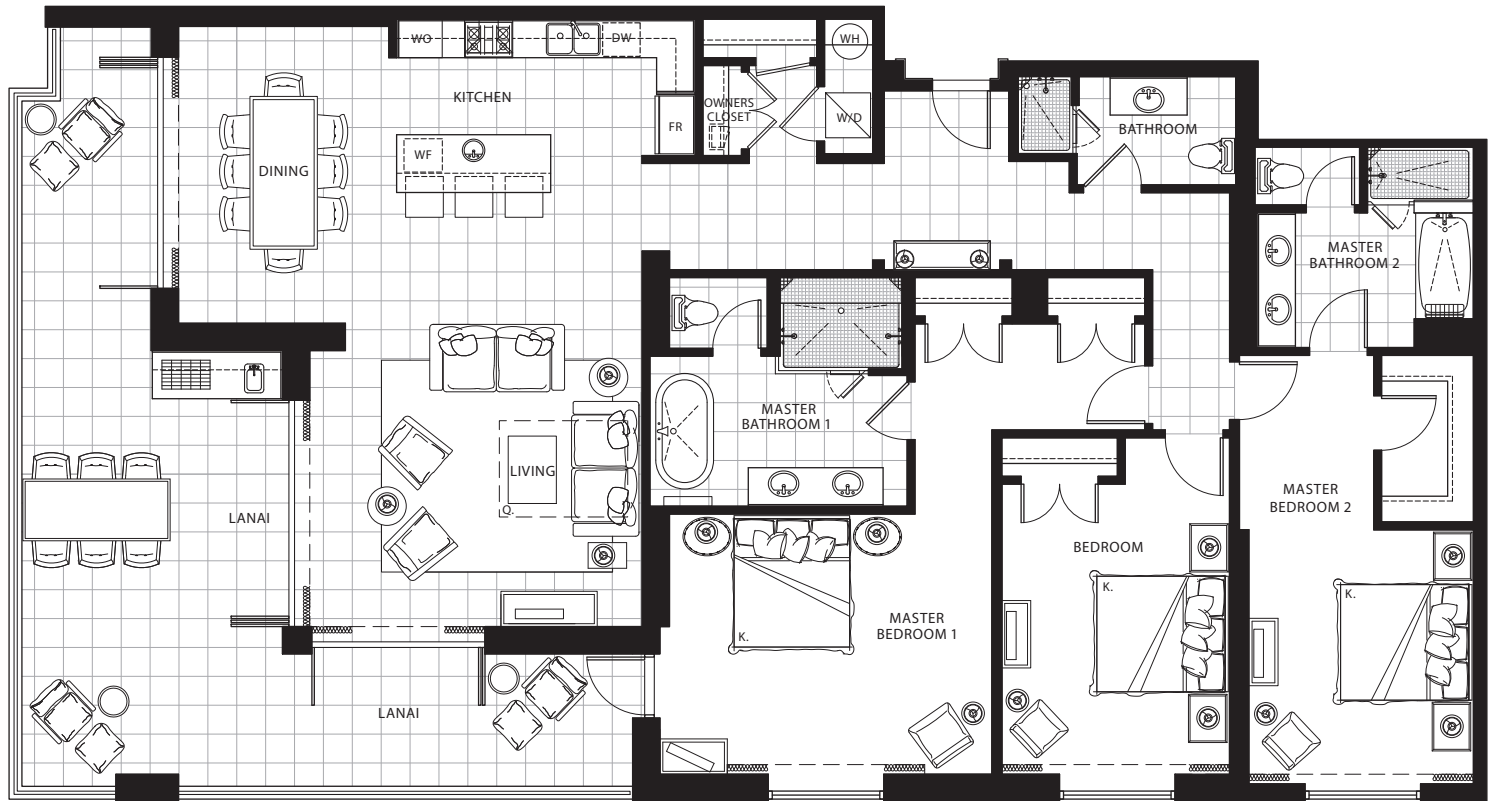 WO
DW
WH
KITCHEN
OWNERS
CLOSET
FR
W/D
BATHROOM
WF
DINING
MASTER
BATHROOM 2
MASTER
BATHROOM 1
LIVING
Q.
LANAI
MASTER
BEDROOM 2
BEDROOM
K.
K.
MASTER
BEDROOM 1
K.
LANAI